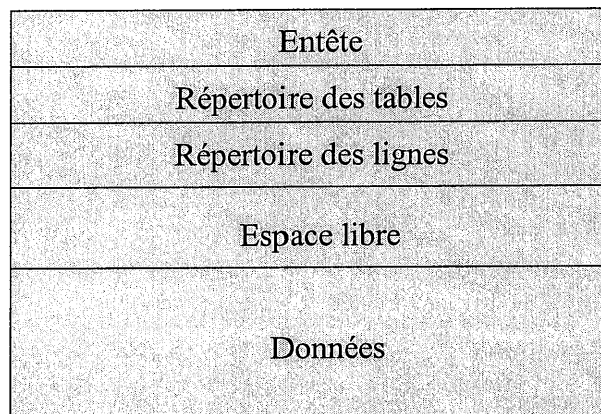 Entête
Répertoire des tables
Répertoire des lignes
Espace libre
Données